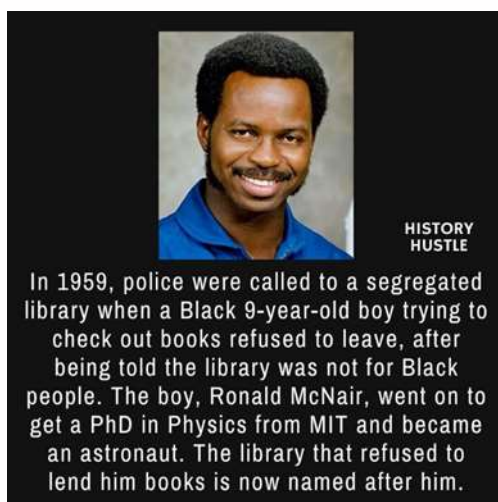 HISTORY
HUSTLE
In 1959, police were called to a segregated
library when a Black 9-year-old boy trying to
check out books refused to leave, after
being told the library was not for Black
people. The boy, Ronald McNair, went on to
get a PhD in Physics from MIT and became
an astronaut. The library that refused to
lend him books is now named after him.